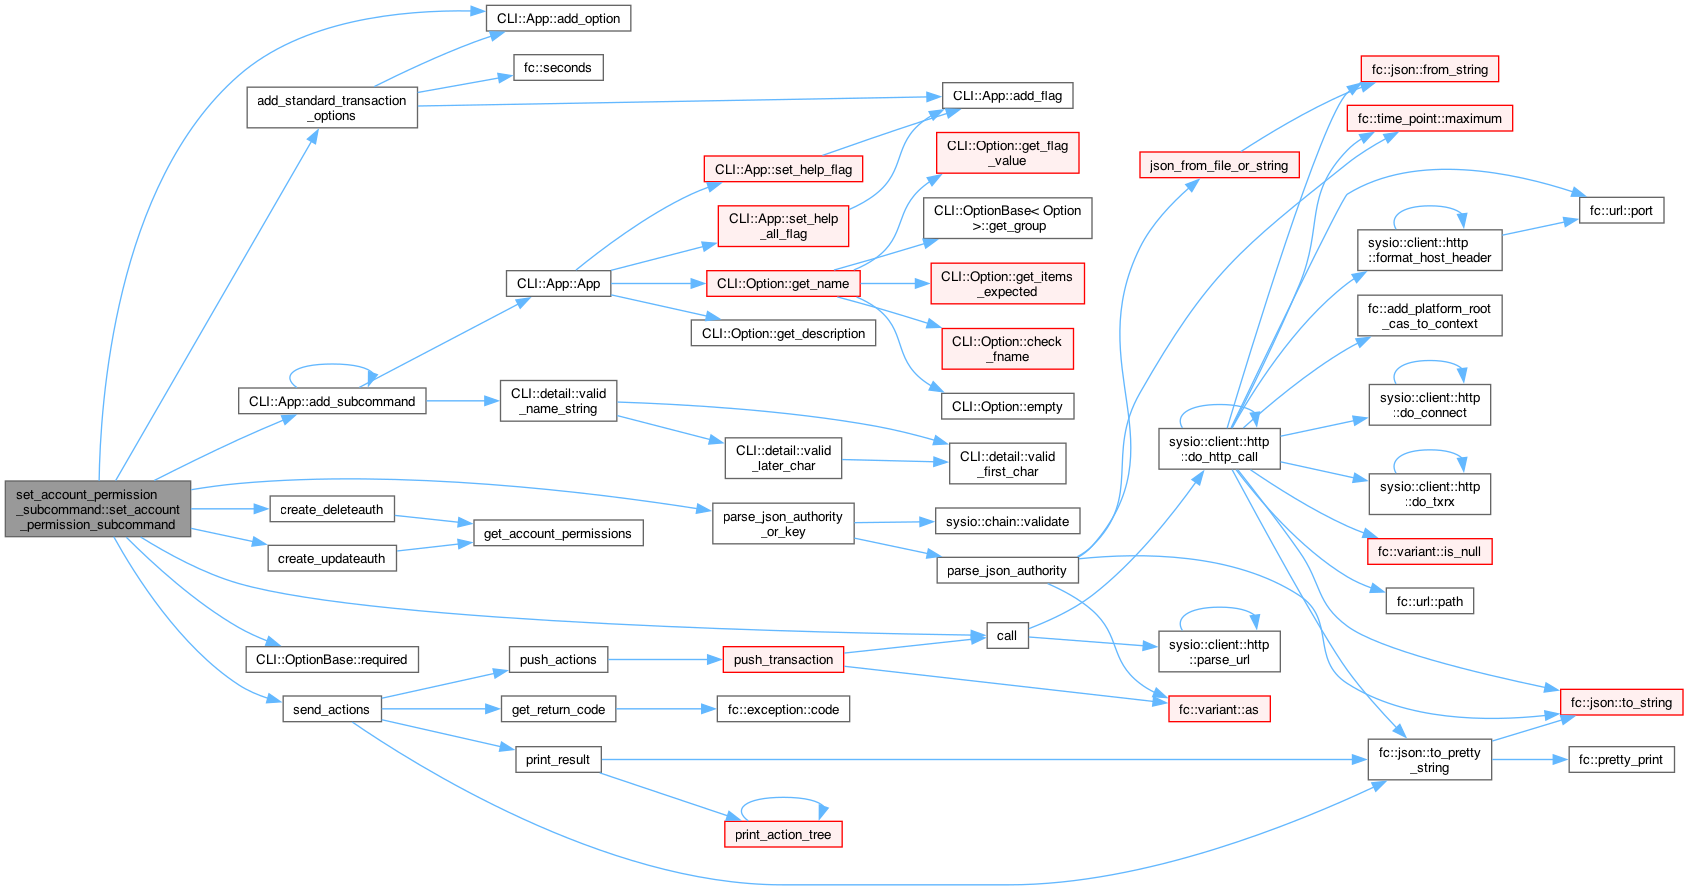 set_account_permission
_subcommand::set_account
_permission_subcommand
CLI::App::add_option
fc::seconds
add_standard_transaction
_options
CLI::App::add_flag
CLI::App::set_help_flag
CLI::App::set_help
_all_flag
CLI::App::App
CLI::Option::get_name
CLI::Option::get_description
CLI::Option::get_flag
_value
CLI::OptionBase< Option
>::get_group
CLI::Option::get_items
_expected
CLI::Option::check
_fname
CLI::Option::empty
CLI::App::add_subcommand
CLI::detail::valid
_name_string
CLI::detail::valid
_later_char
CLI::detail::valid
_first_char
create_deleteauth
create_updateauth
get_account_permissions
parse_json_authority
_or_key
sysio::chain::validate
parse_json_authority
json_from_file_or_string
fc::json::from_string
fc::time_point::maximum
fc::url::port
sysio::client::http
::format_host_header
fc::add_platform_root
_cas_to_context
sysio::client::http
::do_connect
sysio::client::http
::do_http_call
sysio::client::http
::do_txrx
fc::variant::is_null
fc::url::path
CLI::OptionBase::required
call
sysio::client::http
::parse_url
send_actions
push_actions
push_transaction
get_return_code
fc::exception::code
fc::variant::as
fc::json::to_string
print_result
fc::json::to_pretty
_string
fc::pretty_print
print_action_tree